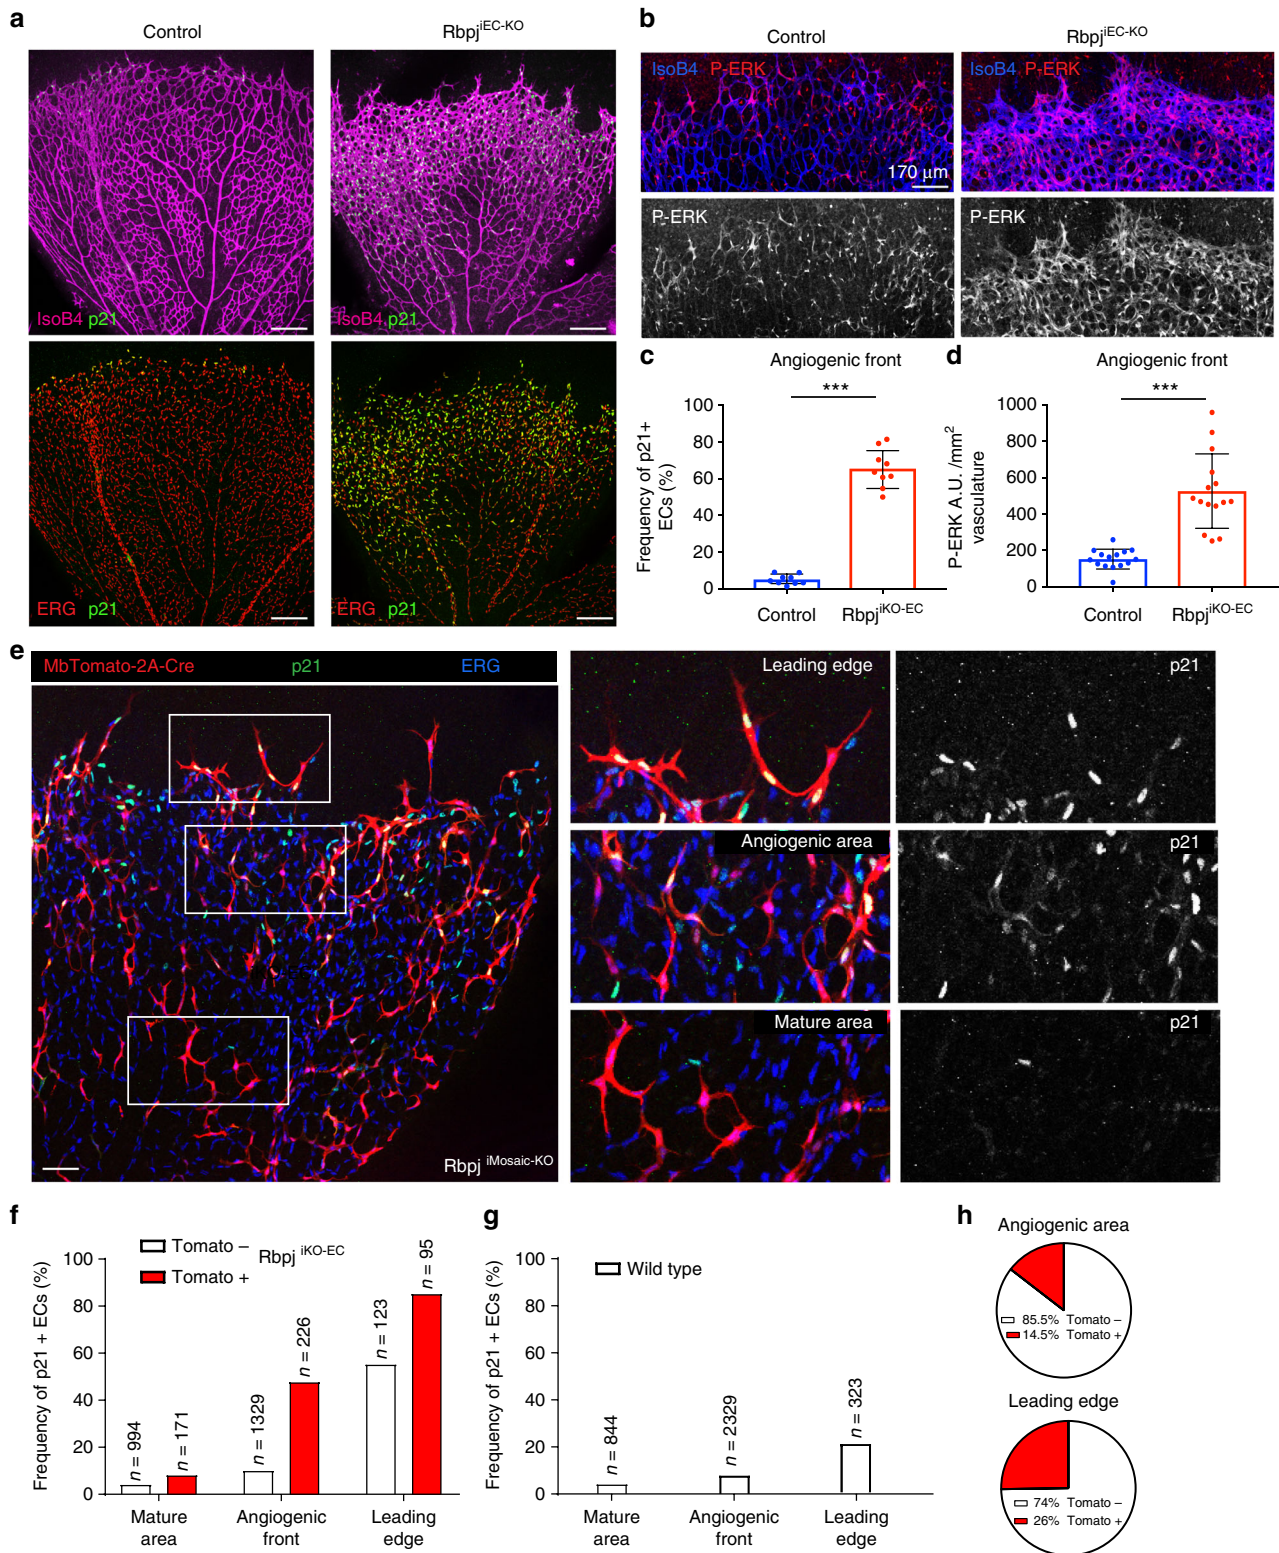 a
Control
Rbpj^iEC-KO
IsoB4 p21
IsoB4 p21
ERG p21
ERG p21
b
Control
Rbpj^iEC-KO
IsoB4 P-ERK
IsoB4 P-ERK
170 μm
P-ERK
P-ERK
c
Angiogenic front
***
Frequency of p21+
ECs (%)
100
80
60
40
20
0
Control
Rbpj^iKO-EC
d
Angiogenic front
***
P-ERK A.U./mm²
vasculature
1000
800
600
400
200
0
Control
Rbpj^iKO-EC
e
MbTomato-2A-Cre p21 ERG
Rbpj iMosaic-KO
Leading edge
p21
Angiogenic area
p21
Mature area
p21
f
Tomato –
Tomato +
Rbpj iKO-EC
Frequency of p21 + ECs (%)
100
80
60
40
20
0
n = 994
n = 171
n = 1329
n = 226
n = 123
n = 95
Mature
area
Angiogenic
front
Leading
edge
g
Wild type
Frequency of p21 + ECs (%)
100
80
60
40
20
0
n = 844
n = 2329
n = 323
Mature
area
Angiogenic
front
Leading
edge
h
Angiogenic area
85.5% Tomato –
14.5% Tomato +
Leading edge
74% Tomato –
26% Tomato +